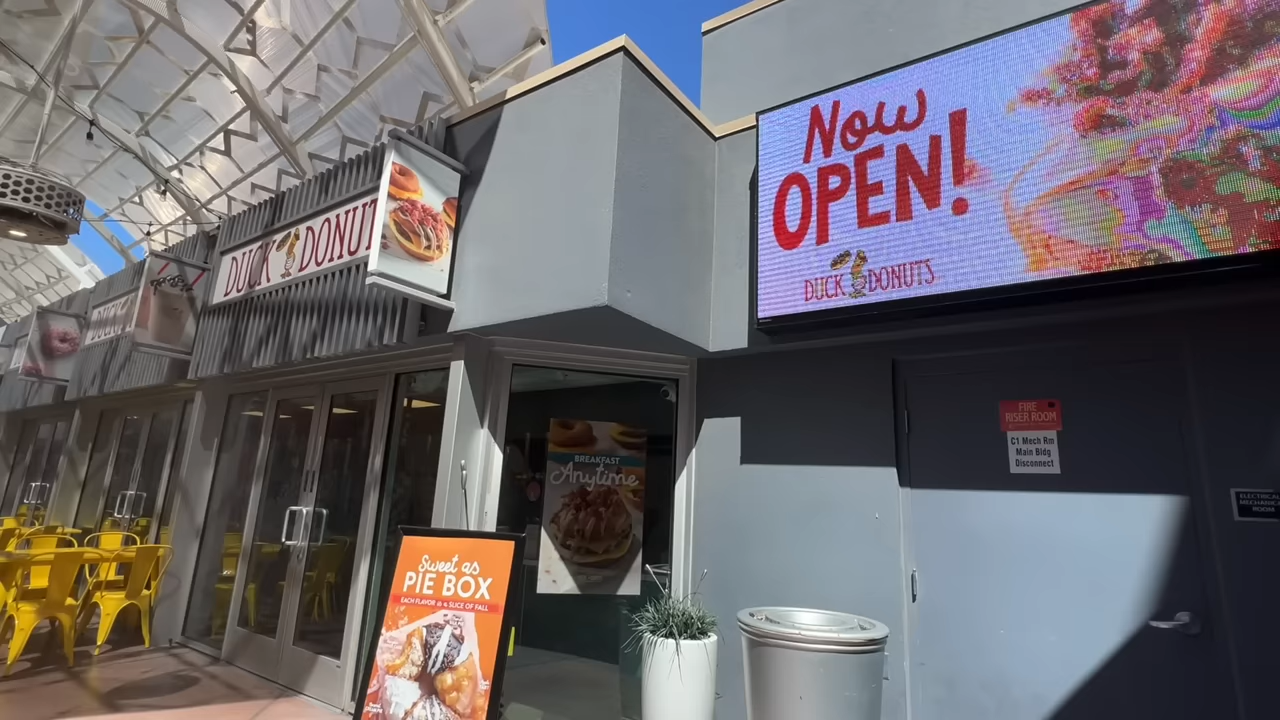 DUCK DONUT
DUCK
Now
OPEN!
DUCK DONUTS
BREAKFAST
Anytime
Sweet as
PIE BOX
EACH FLAVOR IS A SLICE OF FALL
FIRE
RISER ROOM
C1 Mech Rm
Main Bldg
Disconnect
ELECTRICAL
MECHANICAL
ROOM